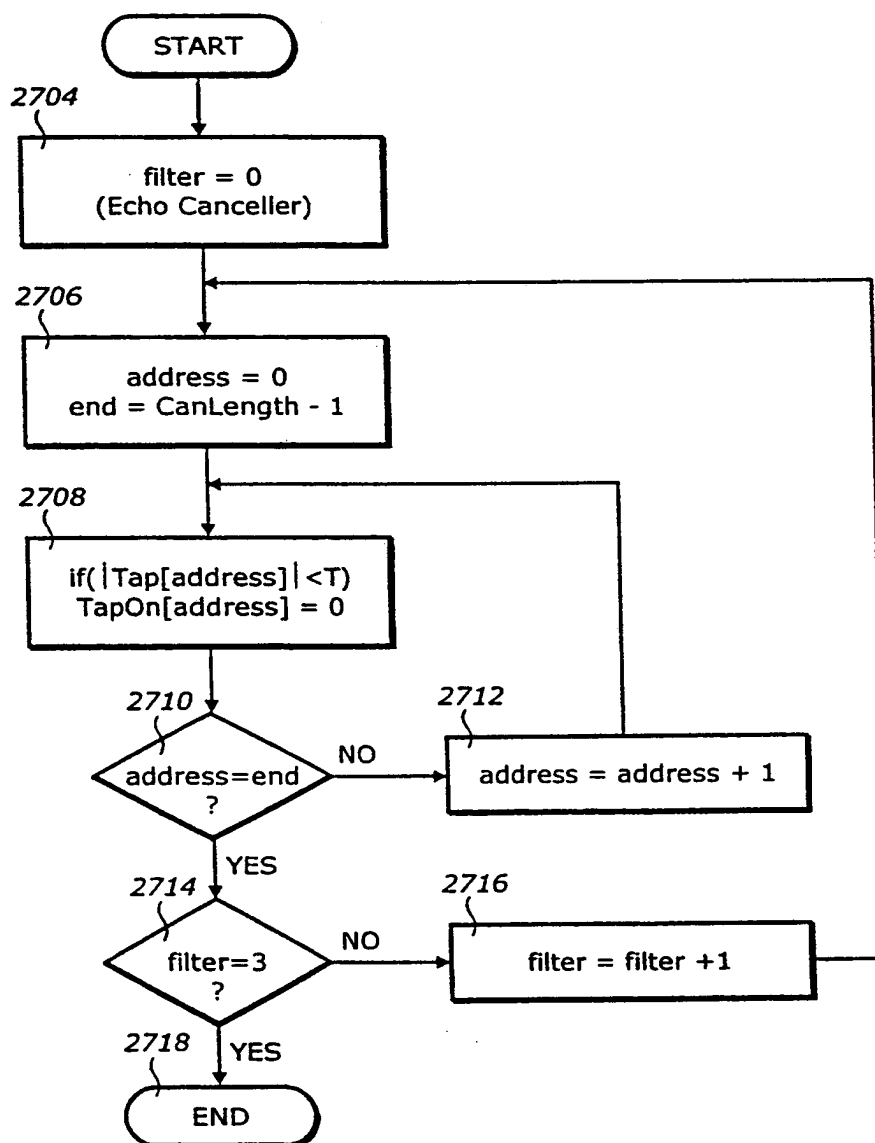 START
2704
filter = 0
(Echo Canceller)
2706
address = 0
end = CanLength - 1
2708
if(|Tap[address]|<T)
TapOn[address] = 0
2710
address=end
?
NO
2712
address = address + 1
YES
2714
filter=3
?
NO
2716
filter = filter +1
YES
2718
END